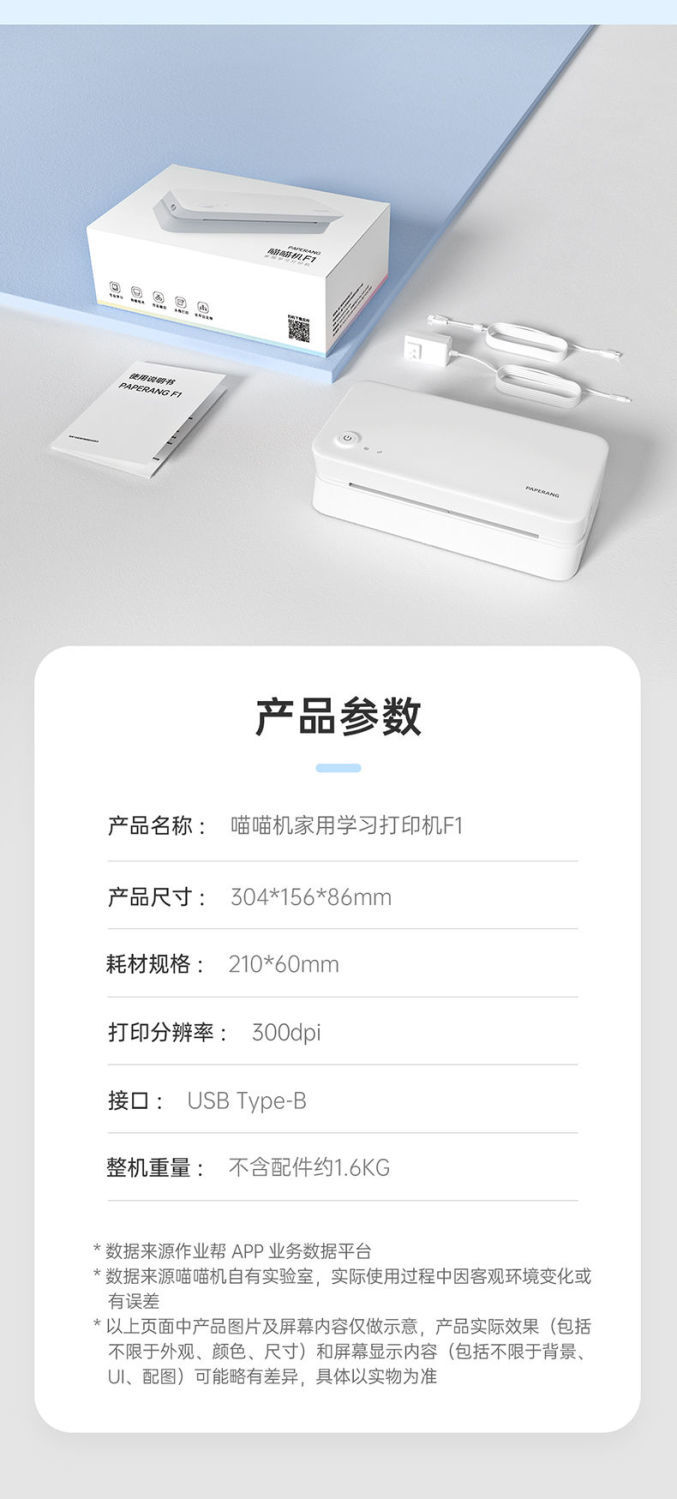 PAPERANG
喵喵机F1
使用说明书
PAPERANG F1
PAPERANG
产品参数
产品名称： 喵喵机家用学习打印机F1
产品尺寸： 304*156*86mm
耗材规格： 210*60mm
打印分辨率： 300dpi
接口： USB Type-B
整机重量： 不含配件约1.6KG
* 数据来源作业帮 APP 业务数据平台
* 数据来源喵喵机自有实验室，实际使用过程中因客观环境变化或
有误差
* 以上页面中产品图片及屏幕内容仅做示意，产品实际效果（包括
不限于外观、颜色、尺寸）和屏幕显示内容（包括不限于背景、
UI、配图）可能略有差异，具体以实物为准